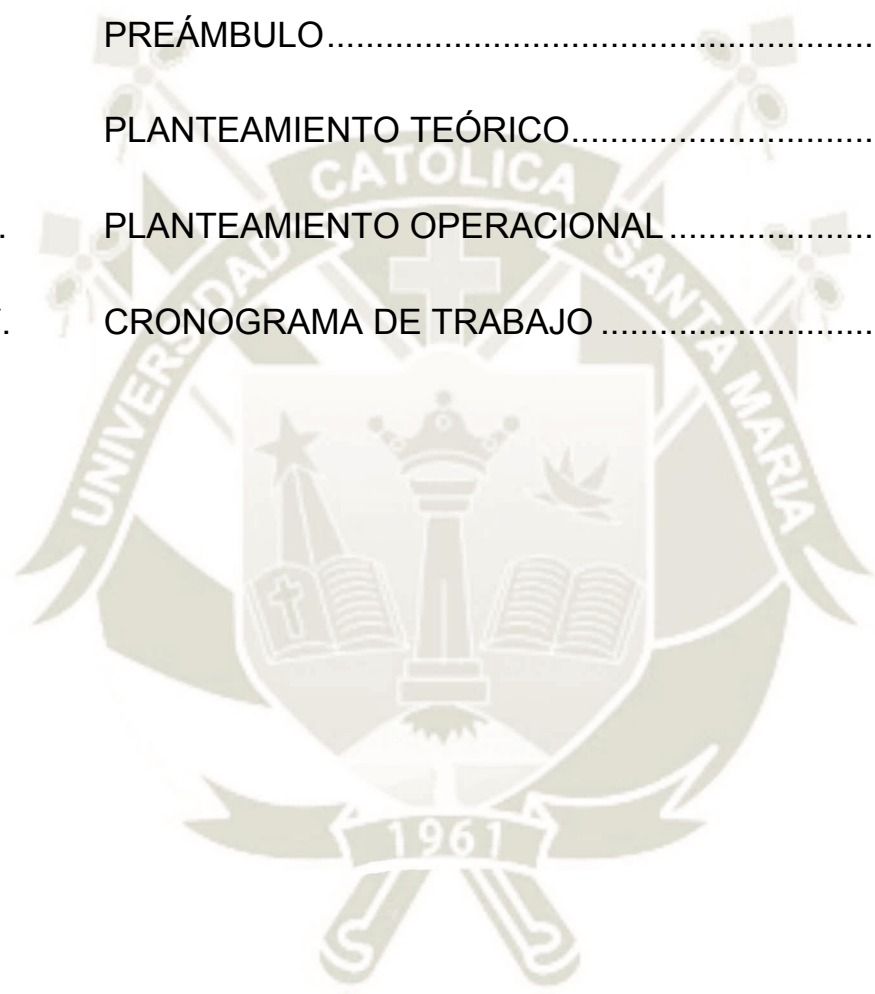 PREÁMBULO......................................................
PLANTEAMIENTO TEÓRICO..............................
. PLANTEAMIENTO OPERACIONAL....................
. CRONOGRAMA DE TRABAJO...........................
UNIVERSIDAD CATOLICA SANTA MARIA
1961